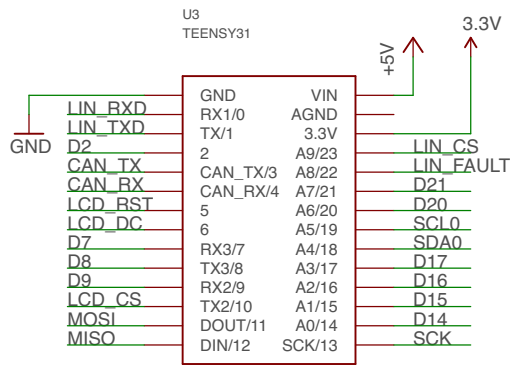 U3
TEENSY31
+5V
3.3V
GND
LIN_RXD
LIN_TXD
D2
CAN_TX
CAN_RX
LCD_RST
LCD_DC
D7
D8
D9
LCD_CS
MOSI
MISO
GND
RX1/0
TX/1
2
CAN_TX/3
CAN_RX/4
5
6
RX3/7
TX3/8
RX2/9
TX2/10
DOUT/11
DIN/12
VIN
AGND
3.3V
A9/23
A8/22
A7/21
A6/20
A5/19
A4/18
A3/17
A2/16
A1/15
A0/14
SCK/13
LIN_CS
LIN_FAULT
D21
D20
SCL0
SDA0
D17
D16
D15
D14
SCK